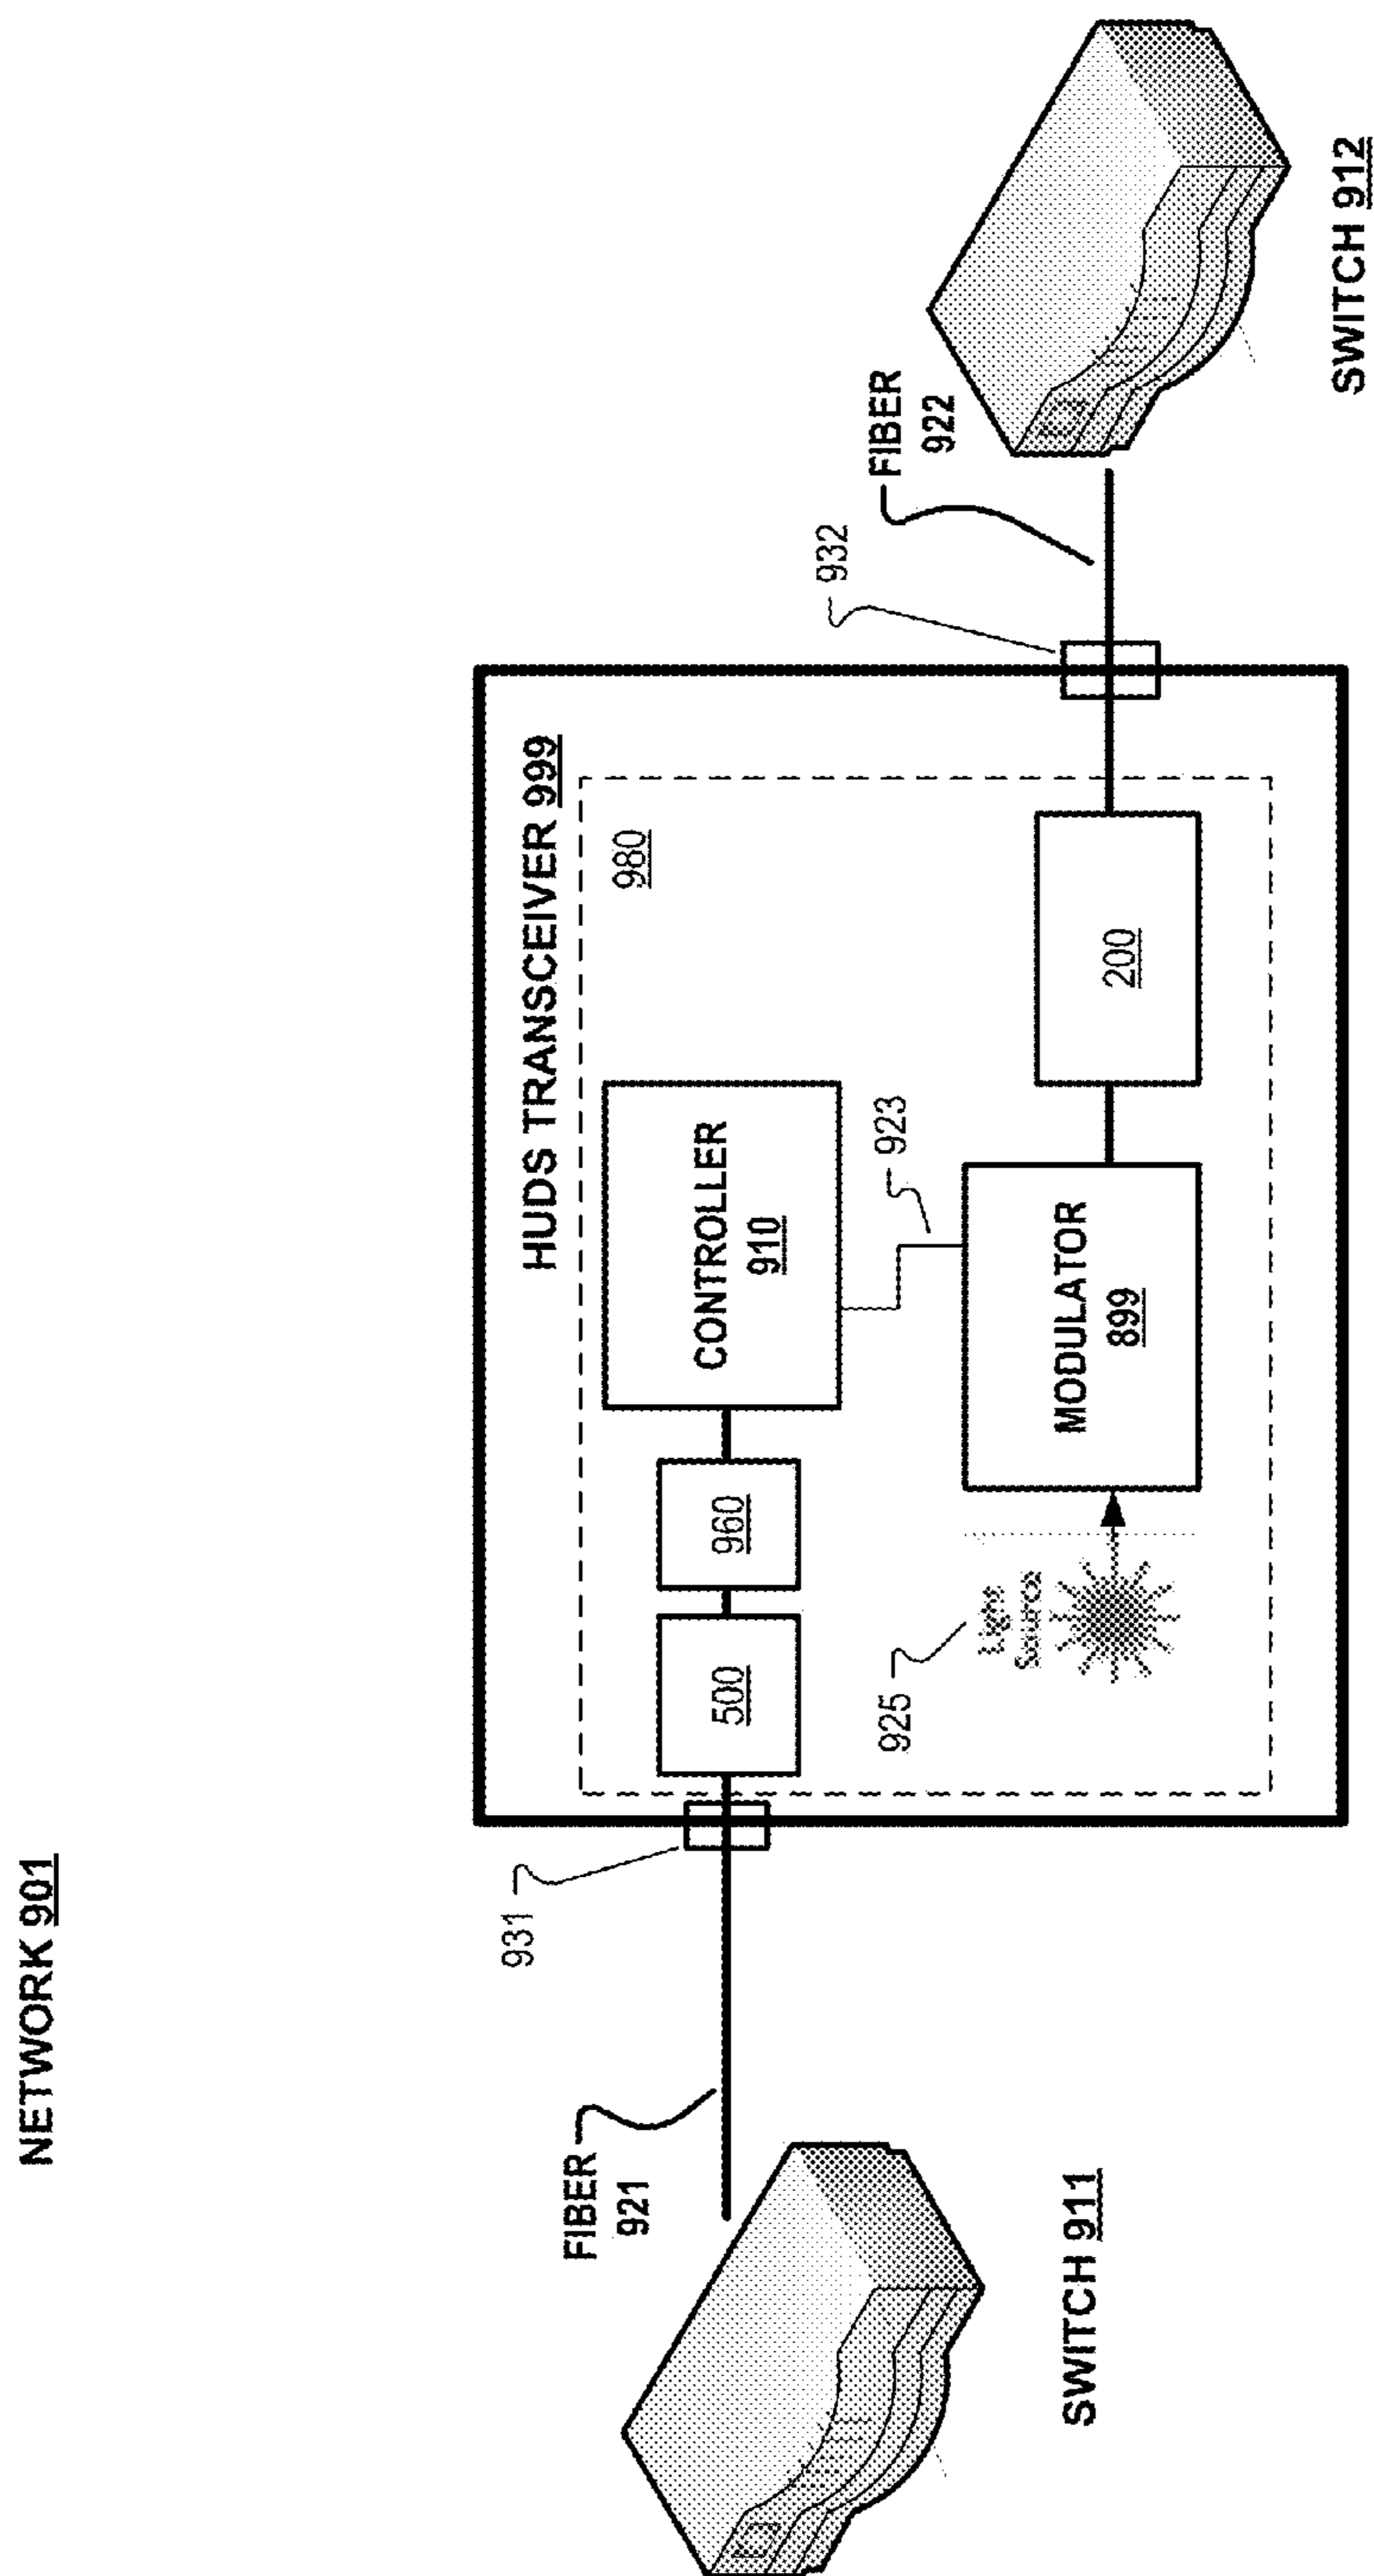 NETWORK 901
HUDS TRANSCEIVER 999
980
FIBER
921
931
500
960
CONTROLLER
910
923
925
Light
Source
MODULATOR
899
200
932
FIBER
922
SWITCH 911
SWITCH 912